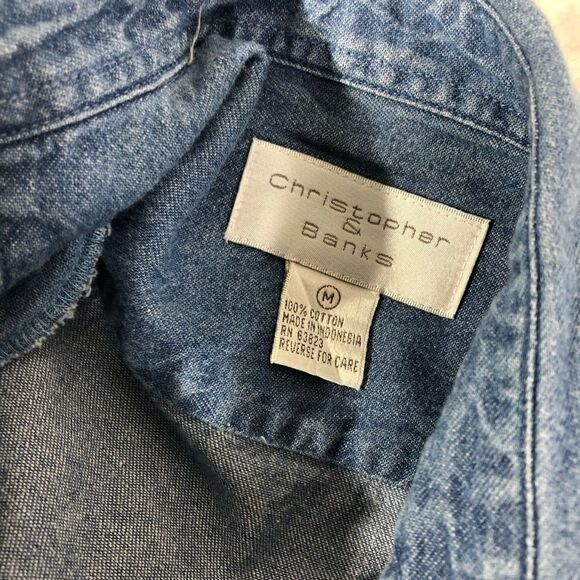 Christopher
&
Banks
M
100% COTTON
MADE IN INDONESIA
RN 63823
REVERSE FOR CARE